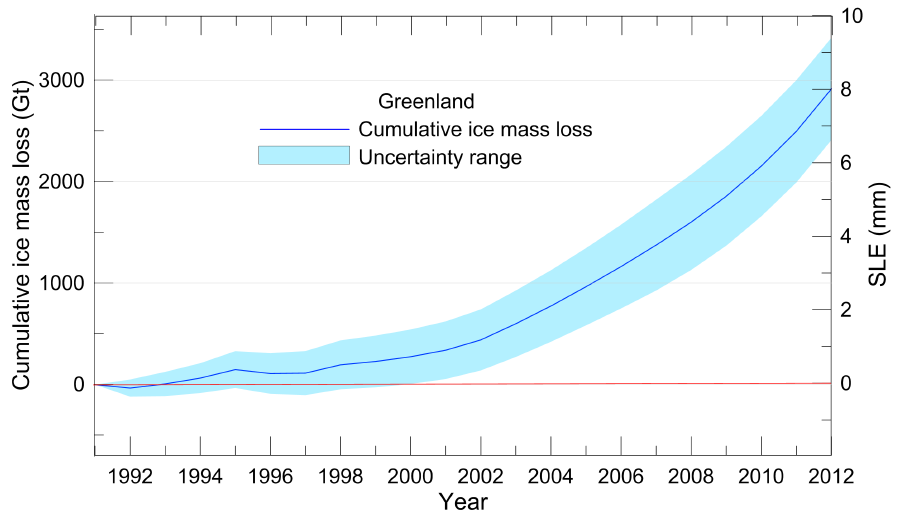 10
3000
Greenland
8
Cumulative ice mass loss
Uncertainty range
Cumulative ice mass loss (Gt)
6
2000
SLE (mm)
4
1000
2
0
0
1992 1994 1996 1998 2000 2002 2004 2006 2008 2010 2012
Year